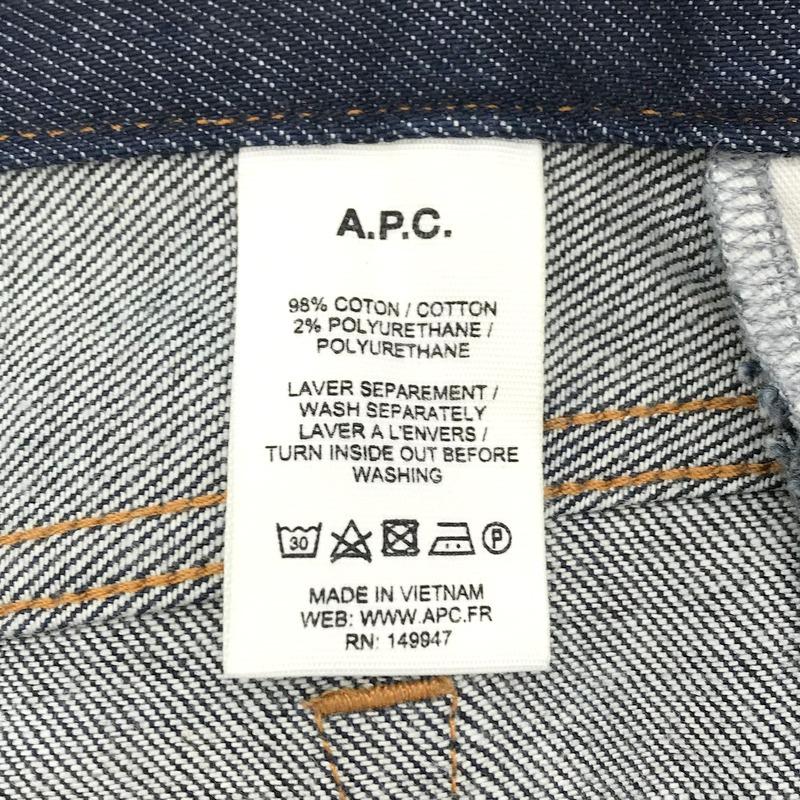 A.P.C.
98% COTON / COTTON
2% POLYURETHANE /
POLYURETHANE
LAVER SEPAREMENT /
WASH SEPARATELY
LAVER A L'ENVERS /
TURN INSIDE OUT BEFORE
WASHING
30 P
MADE IN VIETNAM
WEB: WWW.APC.FR
RN: 149947